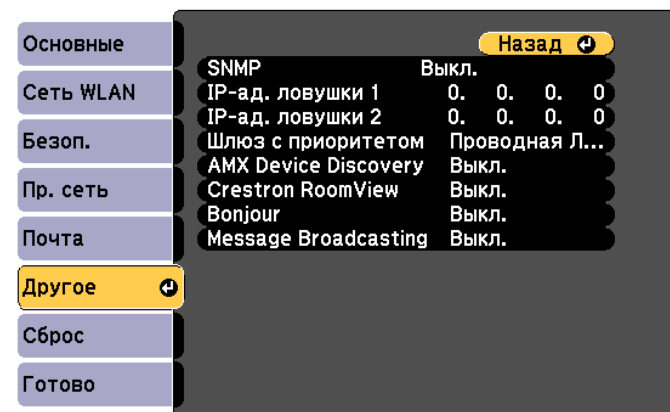 Основные
Сеть WLAN
Безоп.
Пр. сеть
Почта
Другое
Сброс
Готово
Назад
SNMP Выкл.
IP-ад. ловушки 1 0. 0. 0. 0
IP-ад. ловушки 2 0. 0. 0. 0
Шлюз с приоритетом Проводная Л...
AMX Device Discovery Выкл.
Crestron RoomView Выкл.
Bonjour Выкл.
Message Broadcasting Выкл.